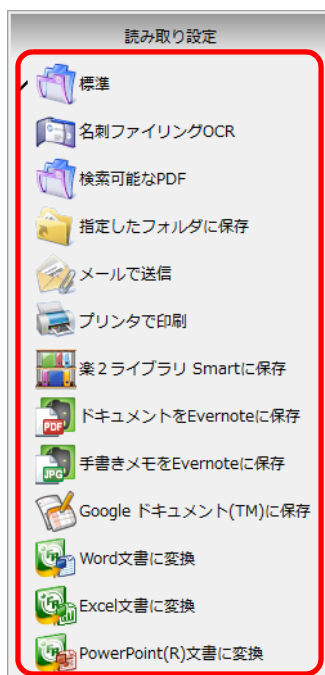 読み取り設定
標準
名刺ファイリングOCR
検索可能なPDF
指定したフォルダに保存
メールで送信
プリンタで印刷
楽2ライブラリ Smartに保存
PDF
ドキュメントをEvernoteに保存
JPG
手書きメモをEvernoteに保存
Google ドキュメント(TM)に保存
Word文書に変換
Excel文書に変換
PowerPoint(R)文書に変換